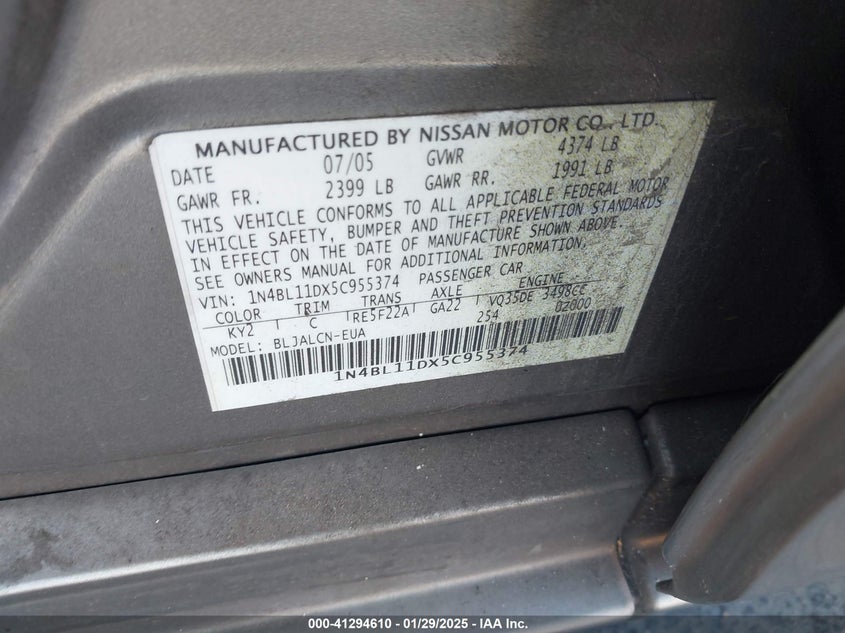 MANUFACTURED BY NISSAN MOTOR CO., LTD.
DATE 07/05 GVWR 4374 LB
GAWR FR. 2399 LB GAWR RR. 1991 LB
THIS VEHICLE CONFORMS TO ALL APPLICABLE FEDERAL MOTOR
VEHICLE SAFETY, BUMPER AND THEFT PREVENTION STANDARDS
IN EFFECT ON THE DATE OF MANUFACTURE SHOWN ABOVE.
SEE OWNERS MANUAL FOR ADDITIONAL INFORMATION.
VIN: 1N4BL11DX5C955374 PASSENGER CAR
COLOR TRIM TRANS AXLE ENGINE
KY2 C RE5F22A GA22 VQ35DE 3498CC
MODEL: BLJALCN-EUA 254 02000
1N4BL11DX5C955374
000-41294610 - 01/29/2025 - IAA Inc.